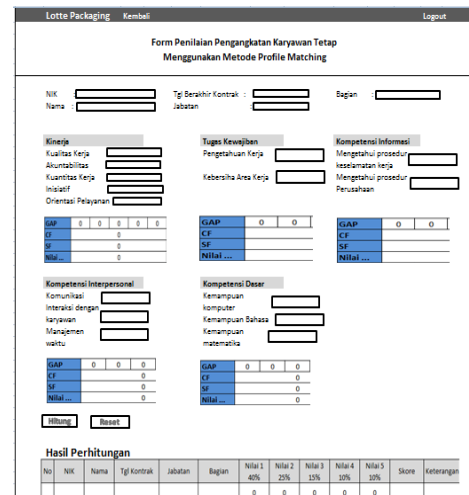 Lotte Packaging Kembali Logout
Form Penilaian Pengangkatan Karyawan Tetap
Menggunakan Metode Profile Matching
NIK : Tgl Berakhir Kontrak : Bagian :
Nama : Jabatan :
Kinerja Tugas Kewajiban Kompetensi Informasi
Kualitas Kerja Pengetahuan Kerja Mengetahui prosedur
Akuntabilitas keselamatan kerja
Kuantitas Kerja Kebersiha Area Kerja Mengetahui prosedur
Inisiatif Perusahaan
Orientasi Pelayanan
GAP 0 0 0 0 0 GAP 0 0 GAP 0 0
CF 0 CF 0 CF 0
SF 0 SF 0 SF 0
Nilai ... 0 Nilai ... 0 Nilai ... 0
Kompetensi Interpersonal Kompetensi Dasar
Komunikasi Kemampuan
Interaksi dengan komputer
karyawan Kemampuan Bahasa
Manajemen Kemampuan
waktu matematika
GAP 0 0 0 GAP 0 0 0
CF 0 CF 0
SF 0 SF 0
Nilai ... 0 Nilai ... 0
Hitung Reset
Hasil Perhitungan
No NIK Nama Tgl Kontrak Jabatan Bagian Nilai 1 Nilai 2 Nilai 3 Nilai 4 Nilai 5 Skore Keterangan
40% 25% 15% 10% 10%
0 0 0 0 0